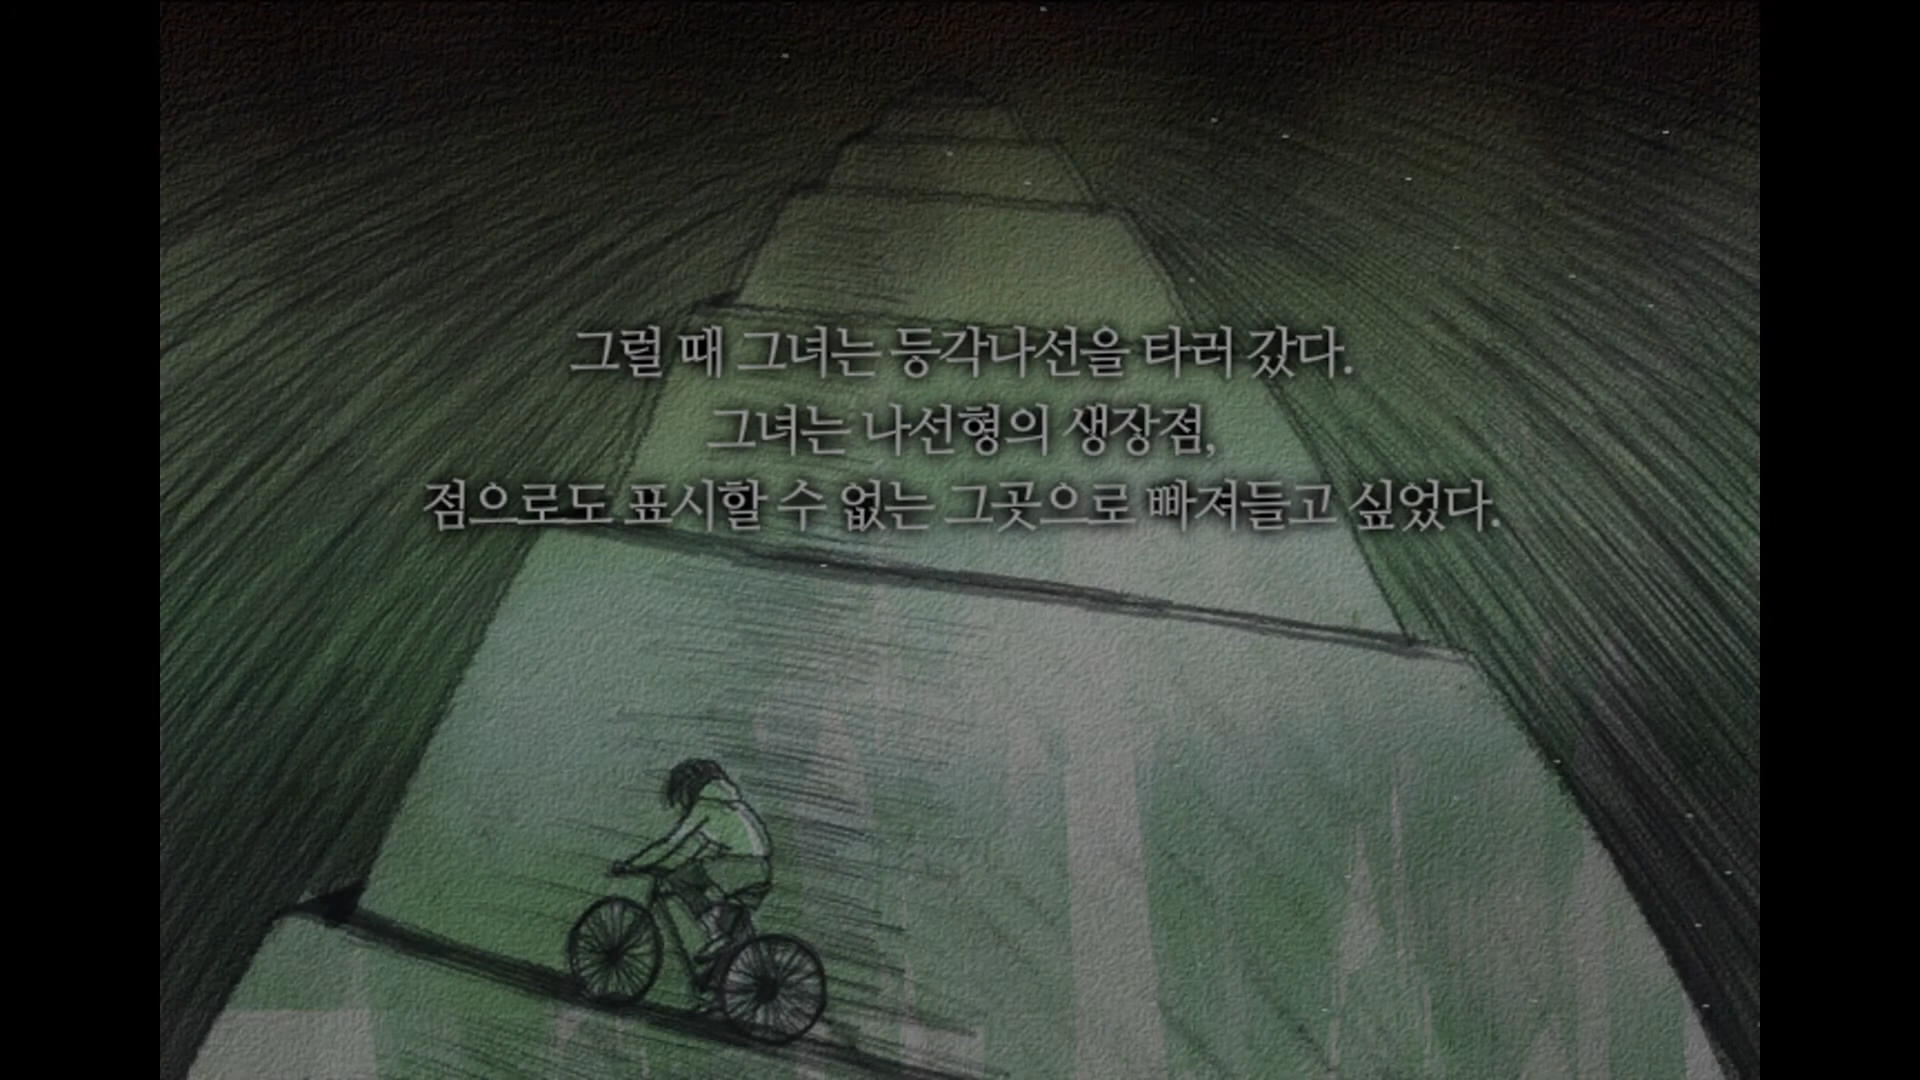 그럴 때 그녀는 등각나선을 타러 갔다.
그녀는 나선형의 생장점,
점으로도 표시할 수 없는 그곳으로 빠져들고 싶었다.